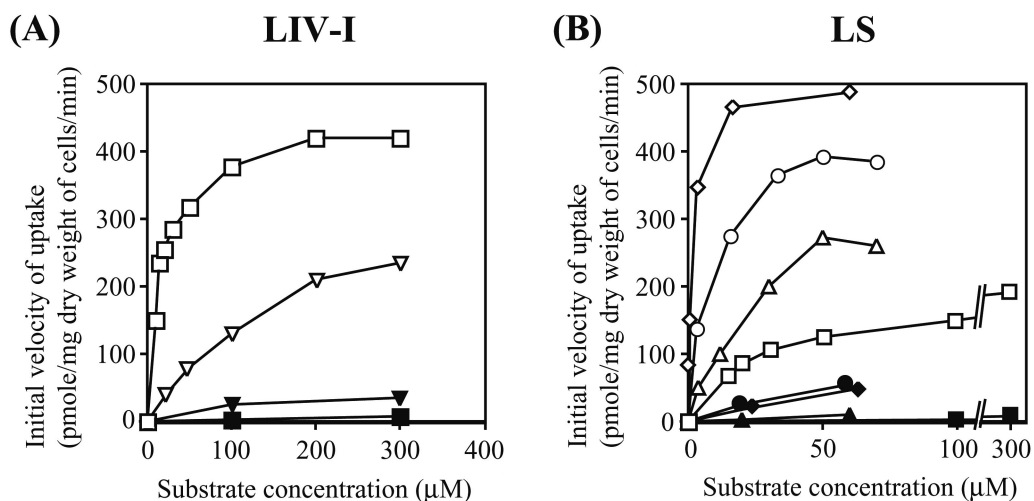 (A) LIV-I
500
400
300
200
100
0
0 100 200 300 400
Initial velocity of uptake
(pmole/mg dry weight of cells/min)
Substrate concentration (μM)
(B) LS
500
400
300
200
100
0
0 50 100 300
Initial velocity of uptake
(pmole/mg dry weight of cells/min)
Substrate concentration (μM)